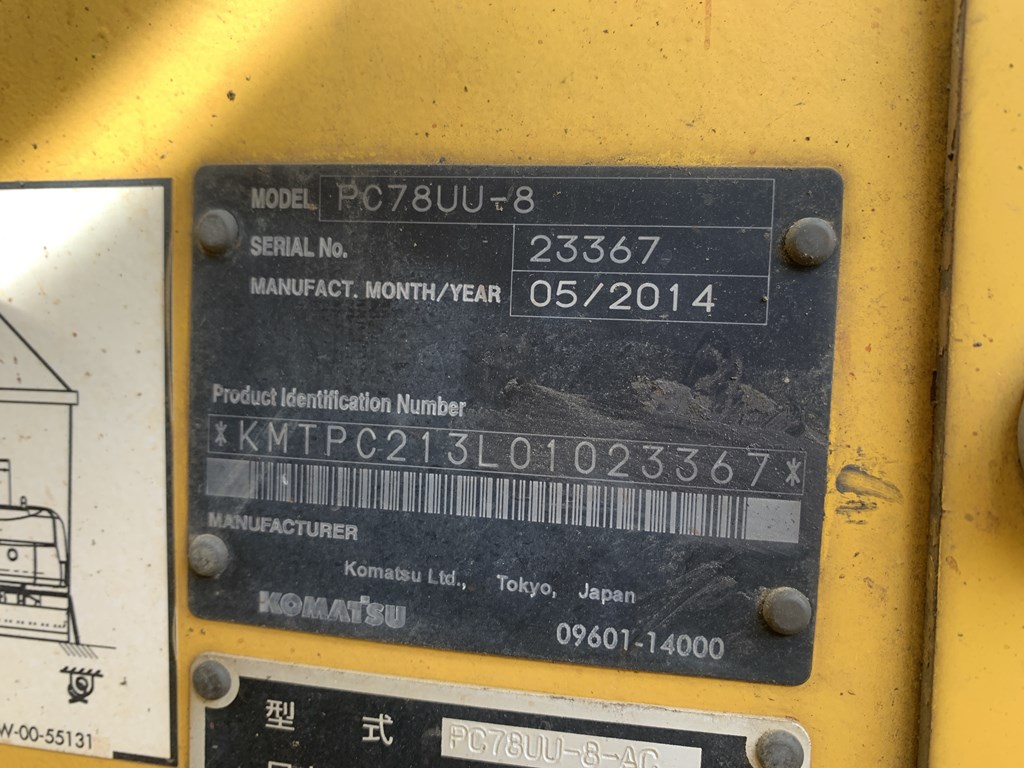 MODEL PC78UU-8
SERIAL No. 23367
MANUFACT. MONTH/YEAR 05/2014
Product Identification Number
*KMTPC213L01023367*
MANUFACTURER
Komatsu Ltd., Tokyo, Japan
KOMATSU
09601-14000
W-00-55131
型 式 PC78UU-8-AC